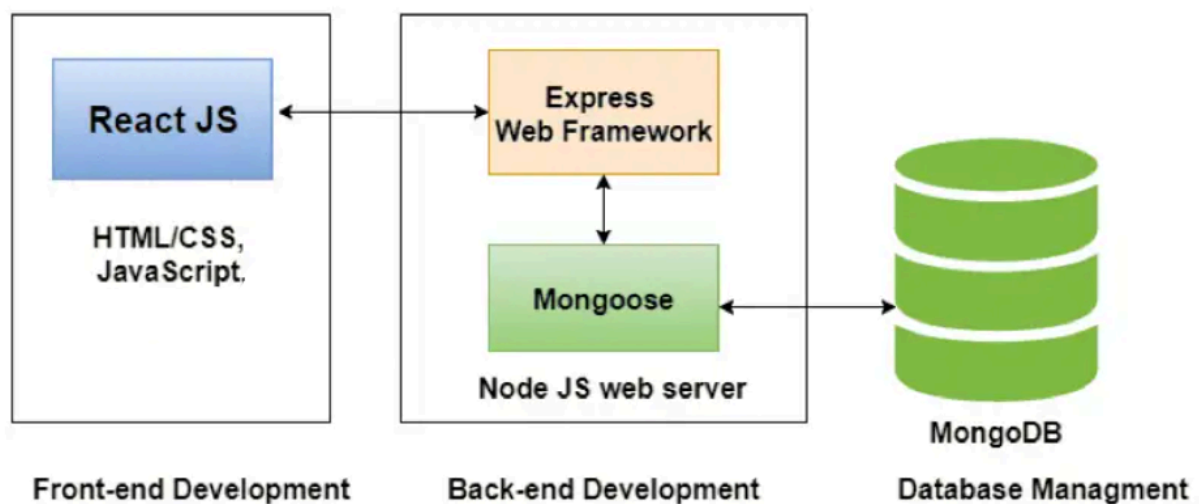 React JS
HTML/CSS,
JavaScript.
Express
Web Framework
Mongoose
Node JS web server
MongoDB
Front-end Development
Back-end Development
Database Managment